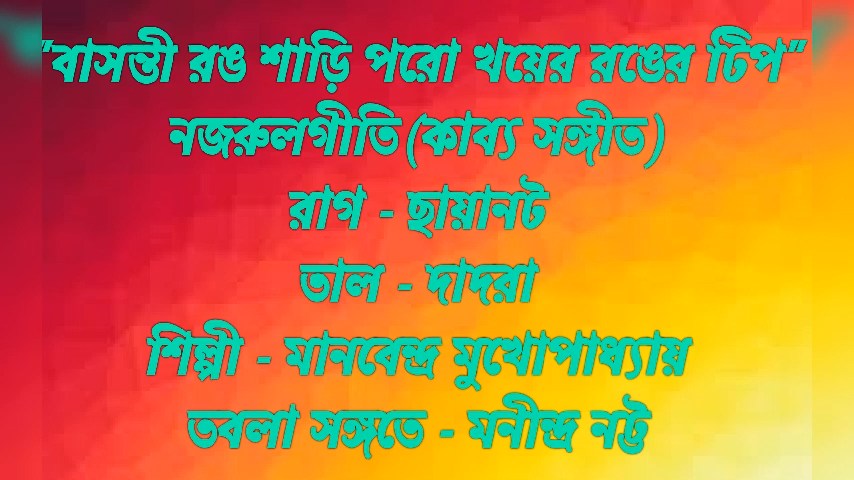 "বাসন্তী রঙ শাড়ি পরো খয়ের রঙের টিপ"
নজরুলগীতি (কাব্য সঙ্গীত)
রাগ - ছায়ানট
তাল - দাদরা
শিল্পী - মানবেন্দ্র মুখোপাধ্যায়
তবলা সঙ্গতে - মনীন্দ্র নট্ট